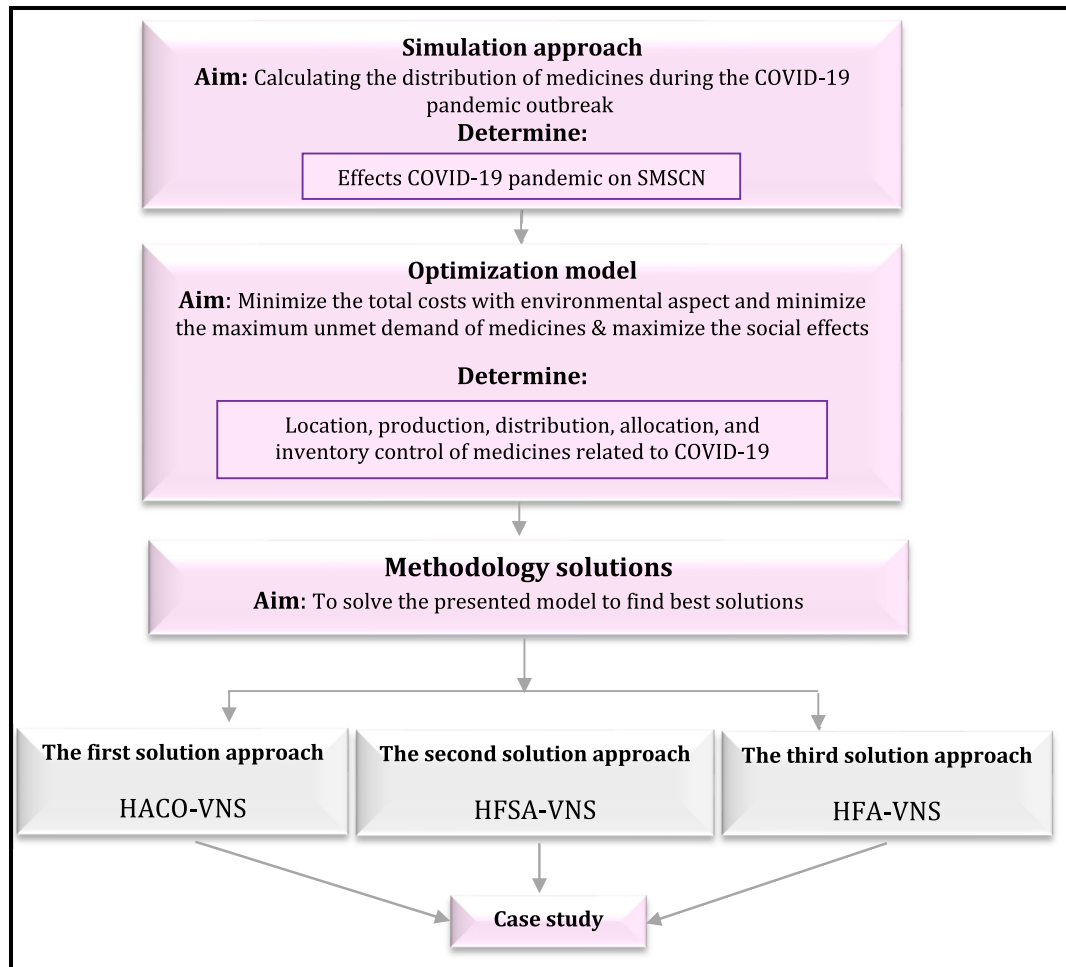 Simulation approach
Aim: Calculating the distribution of medicines during the COVID-19
pandemic outbreak
Determine:
Effects COVID-19 pandemic on SMSCN
Optimization model
Aim: Minimize the total costs with environmental aspect and minimize
the maximum unmet demand of medicines & maximize the social effects
Determine:
Location, production, distribution, allocation, and
inventory control of medicines related to COVID-19
Methodology solutions
Aim: To solve the presented model to find best solutions
The first solution approach
HACO-VNS
The second solution approach
HFSA-VNS
The third solution approach
HFA-VNS
Case study